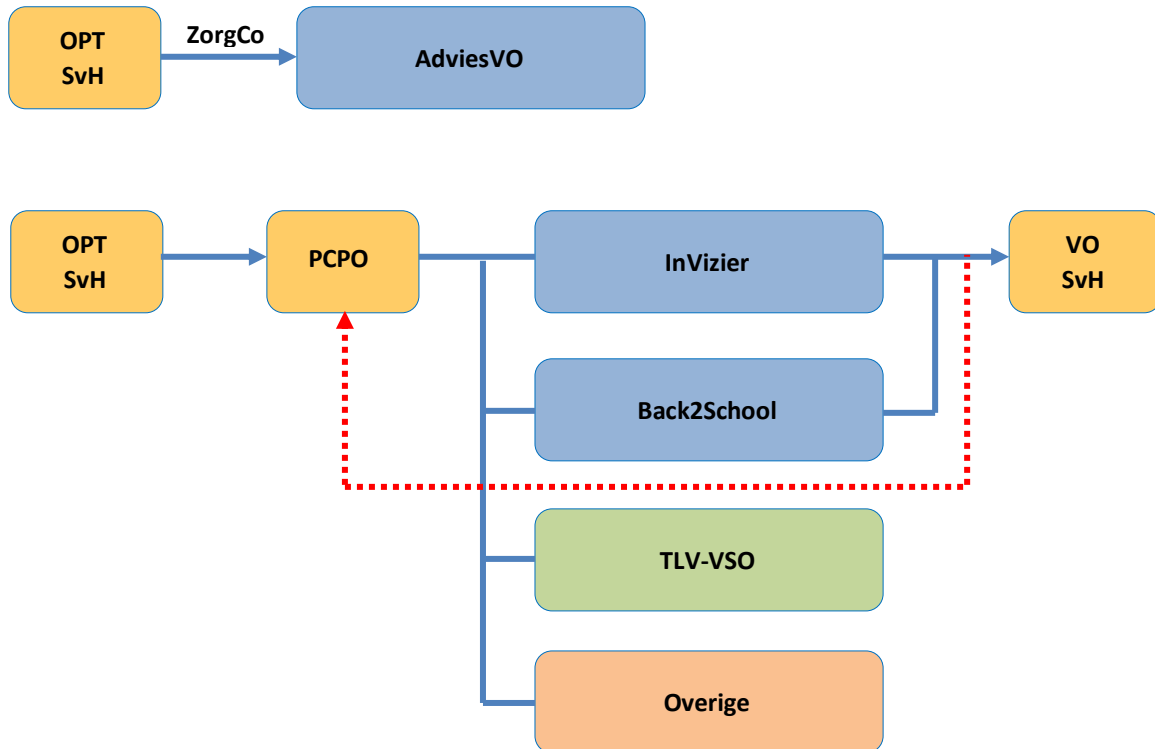 OPT
SvH
ZorgCo
AdviesVO
OPT
SvH
PCPO
InVizier
VO
SvH
Back2School
TLV-VSO
Overige